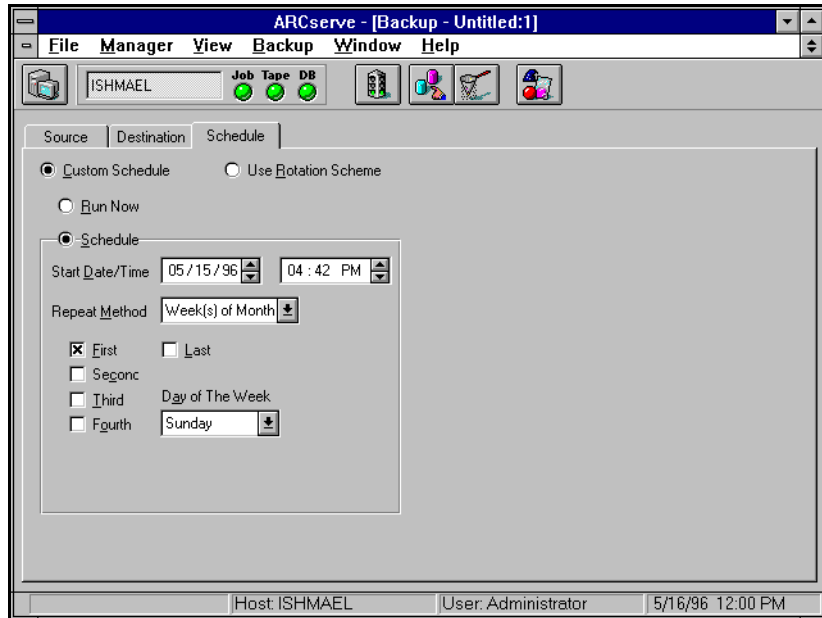 ARCserve - [Backup - Untitled:1]
File Manager View Backup Window Help
ISHMAEL Job Tape DB
Source Destination Schedule
Custom Schedule Use Rotation Scheme
Run Now
Schedule
Start Date/Time 05/15/96 04:42 PM
Repeat Method Week(s) of Month
First Last
Seconc
Third Day of The Week
Fourth Sunday
Host: ISHMAEL User: Administrator 5/16/96 12:00 PM